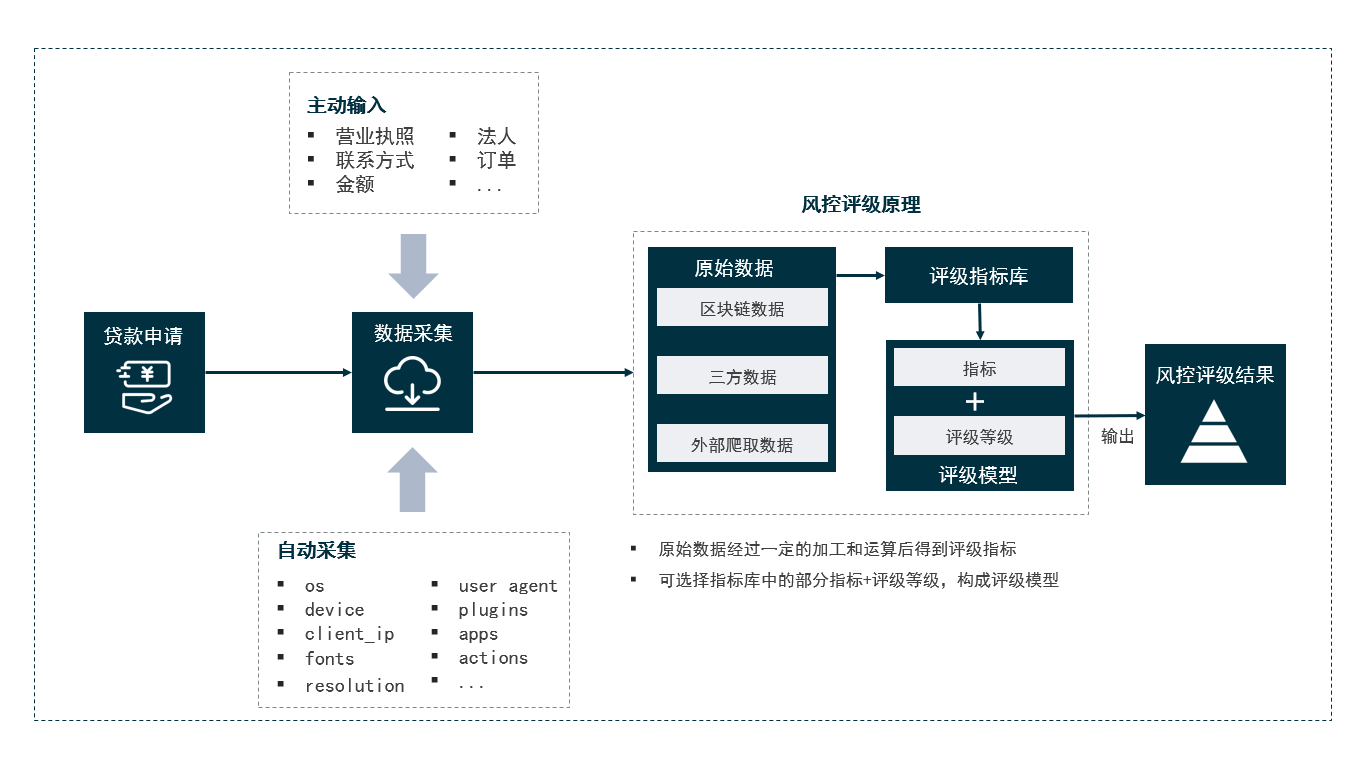 主动输入
▪ 营业执照 ▪ 法人
▪ 联系方式 ▪ 订单
▪ 金额 ▪ ...
贷款申请
¥
数据采集
自动采集
▪ os ▪ user agent
▪ device ▪ plugins
▪ client_ip ▪ apps
▪ fonts ▪ actions
▪ resolution ▪ ...
风控评级原理
原始数据
区块链数据
三方数据
外部爬取数据
评级指标库
指标
+
评级等级
评级模型
输出
风控评级结果
▪ 原始数据经过一定的加工和运算后得到评级指标
▪ 可选择指标库中的部分指标+评级等级，构成评级模型